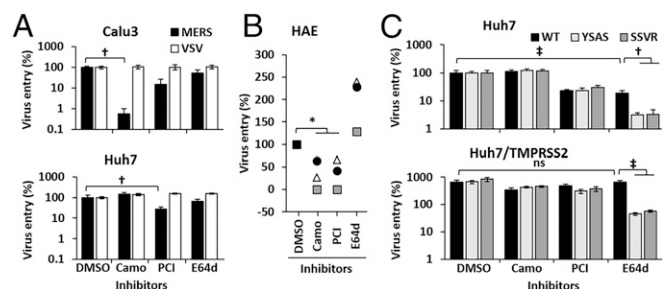 A
Calu3
MERS
VSV
†
Virus entry (%)
1000
100
10
1
0.1
Huh7
†
Virus entry (%)
1000
100
10
1
0.1
DMSO Camo PCI E64d
Inhibitors
B
HAE
Virus entry (%)
300
250
200
150
100
50
0
-50
*
DMSO
Camo
PCI
E64d
Inhibitors
C
Huh7
WT YSAS SSVR
‡
†
Virus entry (%)
1000
100
10
1
Huh7/TMPRSS2
ns
‡
Virus entry (%)
1000
100
10
1
DMSO Camo PCI E64d
Inhibitors